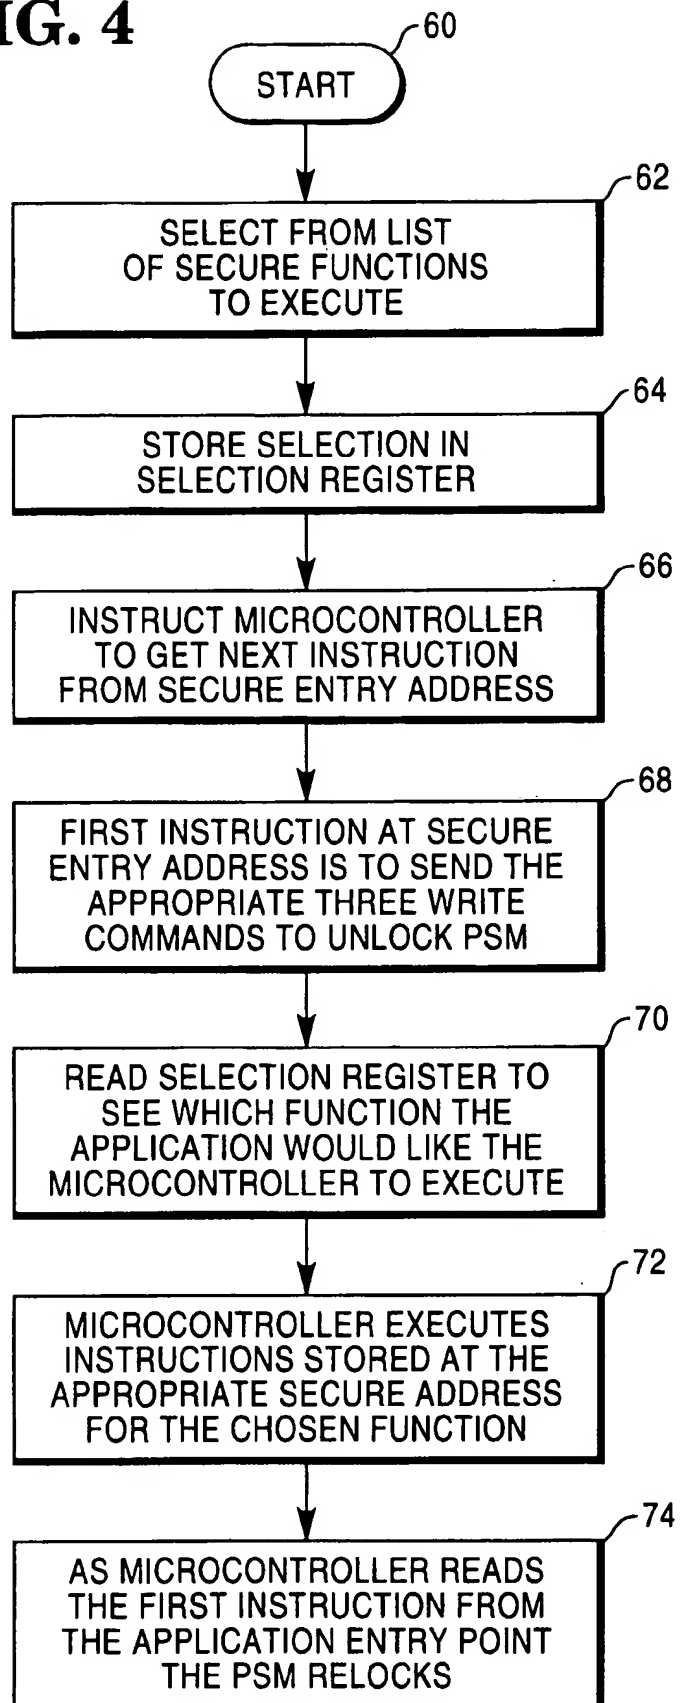 IG. 4
60
START
62
SELECT FROM LIST
OF SECURE FUNCTIONS
TO EXECUTE
64
STORE SELECTION IN
SELECTION REGISTER
66
INSTRUCT MICROCONTROLLER
TO GET NEXT INSTRUCTION
FROM SECURE ENTRY ADDRESS
68
FIRST INSTRUCTION AT SECURE
ENTRY ADDRESS IS TO SEND THE
APPROPRIATE THREE WRITE
COMMANDS TO UNLOCK PSM
70
READ SELECTION REGISTER TO
SEE WHICH FUNCTION THE
APPLICATION WOULD LIKE THE
MICROCONTROLLER TO EXECUTE
72
MICROCONTROLLER EXECUTES
INSTRUCTIONS STORED AT THE
APPROPRIATE SECURE ADDRESS
FOR THE CHOSEN FUNCTION
74
AS MICROCONTROLLER READS
THE FIRST INSTRUCTION FROM
THE APPLICATION ENTRY POINT
THE PSM RELOCKS